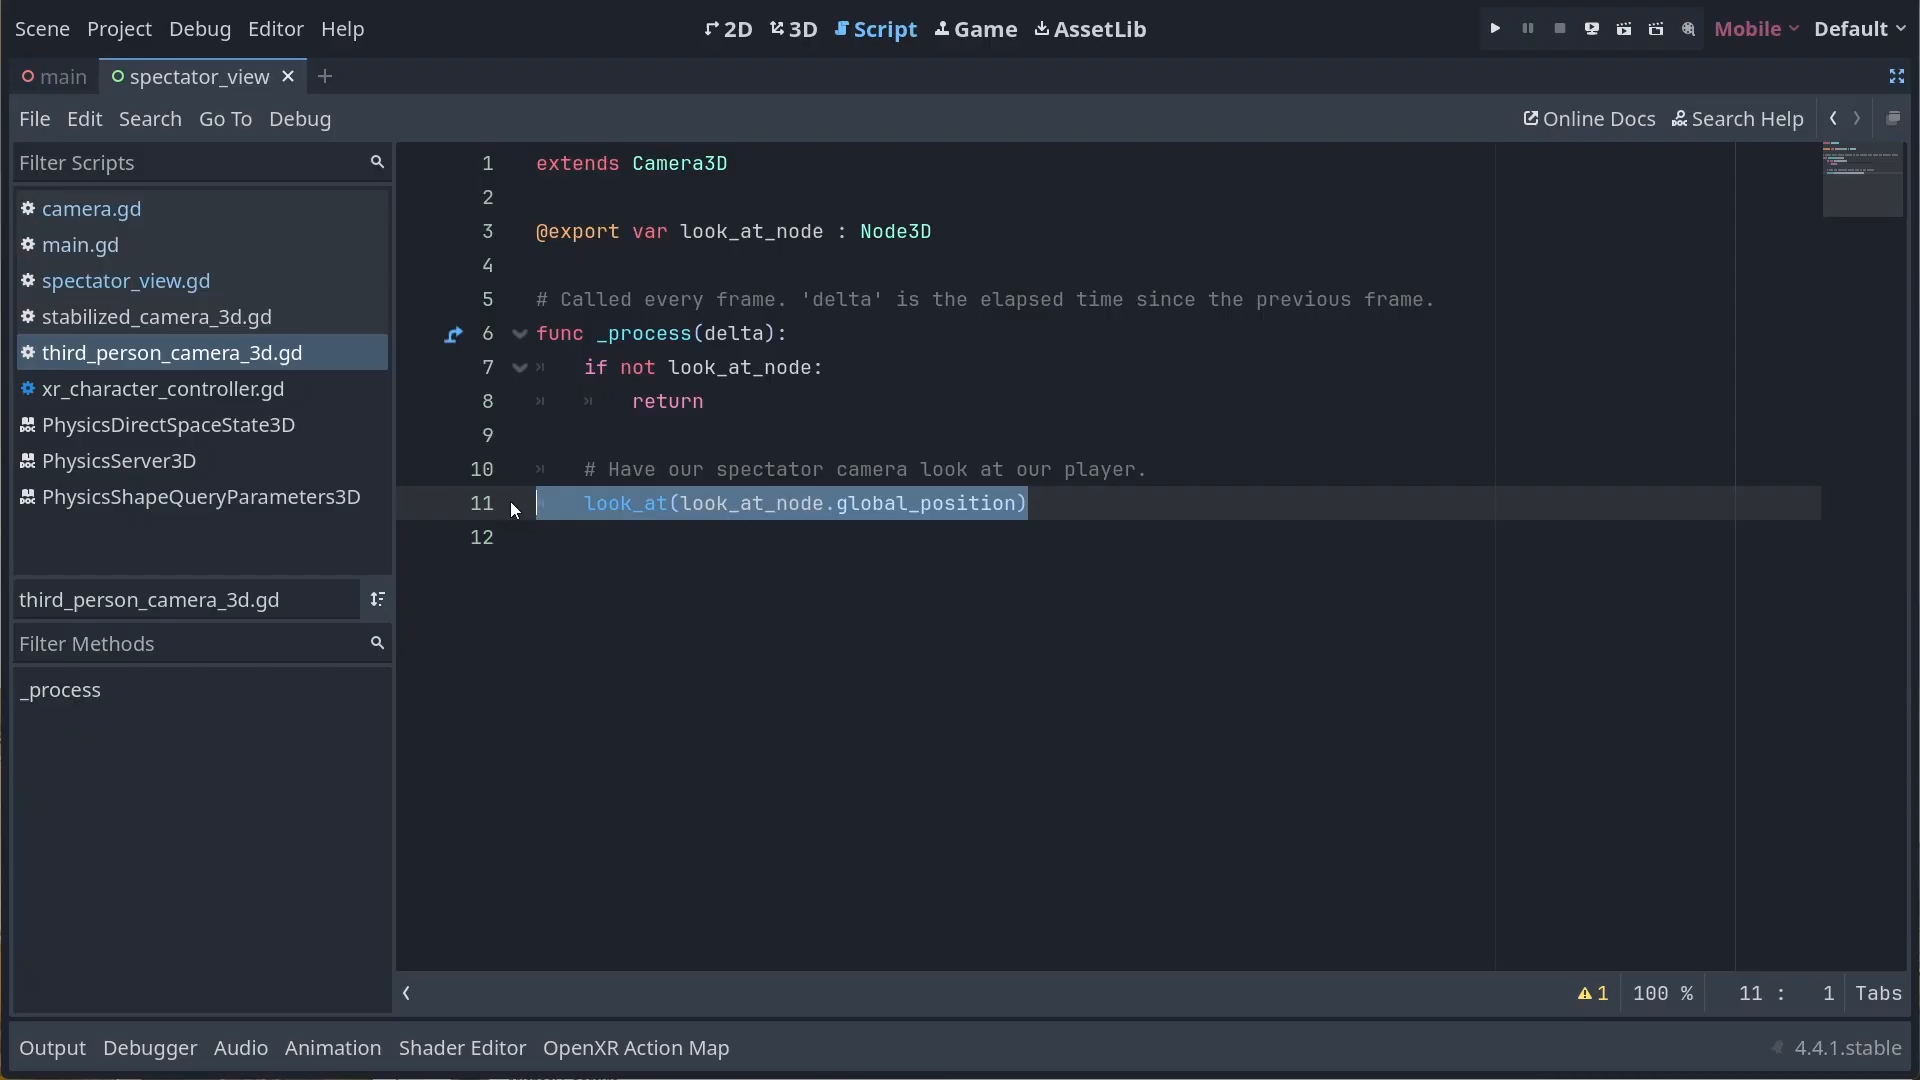 Scene Project Debug Editor Help 2D 3D Script Game AssetLib Mobile Default
main spectator_view
File Edit Search Go To Debug Online Docs Search Help
Filter Scripts
camera.gd
main.gd
spectator_view.gd
stabilized_camera_3d.gd
third_person_camera_3d.gd
xr_character_controller.gd
PhysicsDirectSpaceState3D
PhysicsServer3D
PhysicsShapeQueryParameters3D
third_person_camera_3d.gd
Filter Methods
_process
1 extends Camera3D
2
3 @export var look_at_node : Node3D
4
5 # Called every frame. 'delta' is the elapsed time since the previous frame.
6 func _process(delta):
7 if not look_at_node:
8 return
9
10 # Have our spectator camera look at our player.
11 look_at(look_at_node.global_position)
12
1 100 % 11 : 1 Tabs
Output Debugger Audio Animation Shader Editor OpenXR Action Map 4.4.1.stable